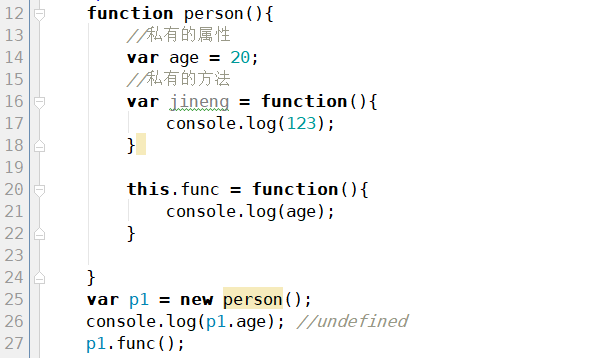 12 function person(){
13 //私有的属性
14 var age = 20;
15 //私有的方法
16 var jineng = function(){
17 console.log(123);
18 }
19
20 this.func = function(){
21 console.log(age);
22 }
23
24 }
25 var p1 = new person();
26 console.log(p1.age); //undefined
27 p1.func();